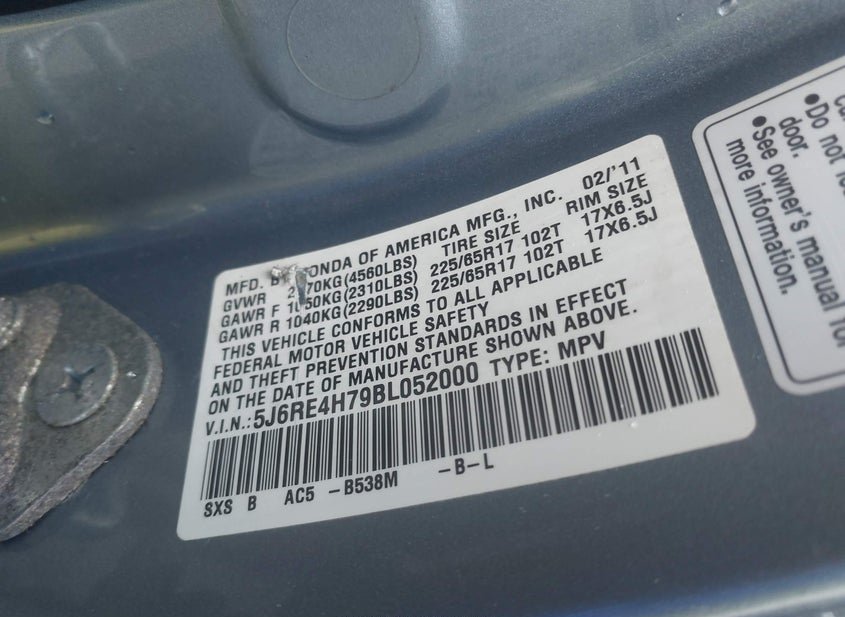 MFD. B HONDA OF AMERICA MFG., INC. 02/'11
GVWR 2070KG(4560LBS) TIRE SIZE RIM SIZE
GAWR F 1050KG(2310LBS) 225/65R17 102T 17X6.5J
GAWR R 1040KG(2290LBS) 225/65R17 102T 17X6.5J
THIS VEHICLE CONFORMS TO ALL APPLICABLE
FEDERAL MOTOR VEHICLE SAFETY
AND THEFT PREVENTION STANDARDS IN EFFECT
ON THE DATE OF MANUFACTURE SHOWN ABOVE.
V.I.N.:5J6RE4H79BL052000 TYPE: MPV
SXS B AC5 -B538M -B-L
•Do not
door.
•See owner's manual for
more information.